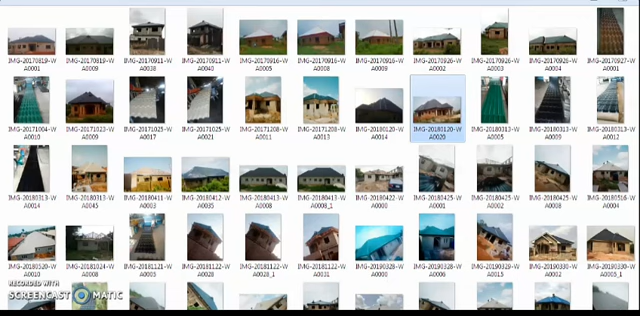 IMG-20170819-WA0001
IMG-20170819-WA0009
IMG-20170911-WA0038
IMG-20170911-WA0040
IMG-20170916-WA0005
IMG-20170916-WA0008
IMG-20170916-WA0009
IMG-20170926-WA0002
IMG-20170926-WA0003
IMG-20170926-WA0004
IMG-20170927-WA0001
IMG-20171004-WA0010
IMG-20171023-WA0009
IMG-20171025-WA0017
IMG-20171025-WA0021
IMG-20171208-WA0011
IMG-20171208-WA0013
IMG-20180120-WA0014
IMG-20180120-WA0020
IMG-20180313-WA0005
IMG-20180313-WA0009
IMG-20180313-WA0012
IMG-20180313-WA0014
IMG-20180313-WA0045
IMG-20180411-WA0003
IMG-20180412-WA0035
IMG-20180413-WA0008
IMG-20180413-WA0008_1
IMG-20180422-WA0000
IMG-20180425-WA0001
IMG-20180425-WA0002
IMG-20180425-WA0008
IMG-20180516-WA0004
IMG-20180520-WA0010
IMG-20181024-WA0008
IMG-20181121-WA0005
IMG-20181122-WA0028
IMG-20181122-WA0028_1
IMG-20181122-WA0031
IMG-20190328-WA0000
IMG-20190328-WA0006
IMG-20190329-WA0015
IMG-20190330-WA0002
IMG-20190330-WA0003_1
RECORDED WITH
SCREENCAST MATIC